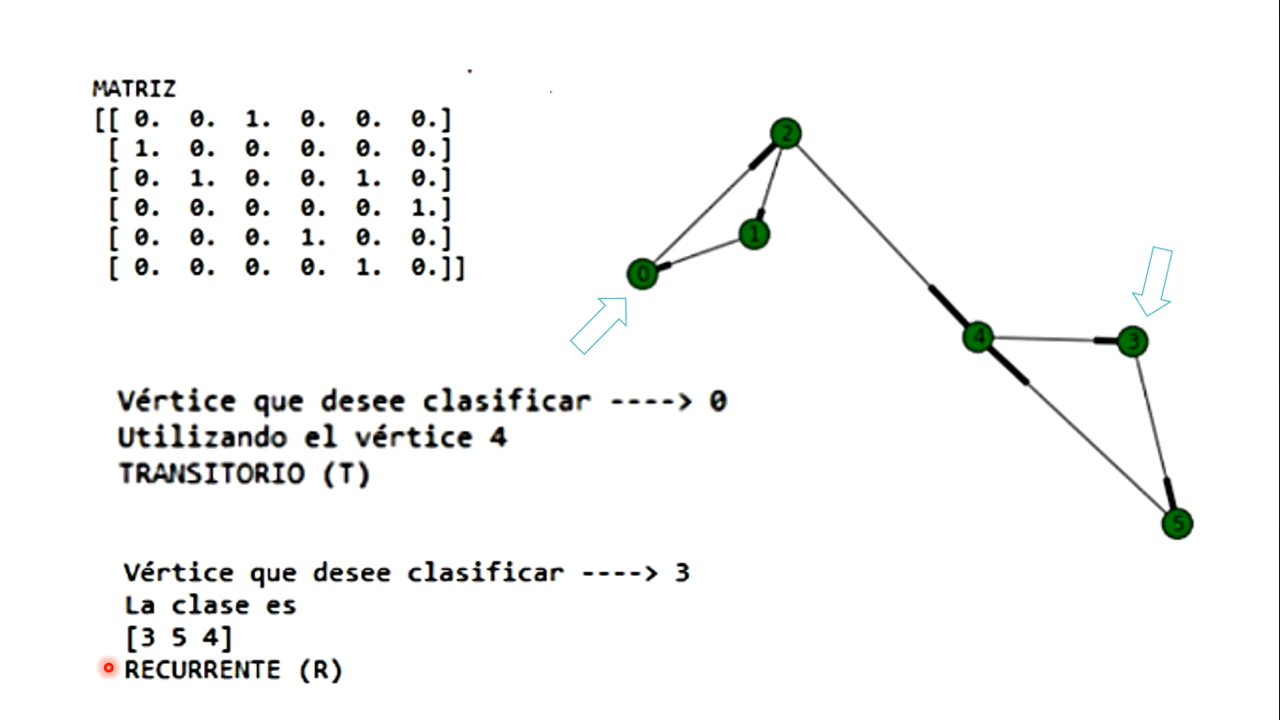 MATRIZ
[[ 0. 0. 1. 0. 0. 0.]
[ 1. 0. 0. 0. 0. 0.]
[ 0. 1. 0. 0. 1. 0.]
[ 0. 0. 0. 0. 0. 1.]
[ 0. 0. 0. 1. 0. 0.]
[ 0. 0. 0. 0. 1. 0.]]
2
1
0
4
3
5
Vértice que desee clasificar ----> 0
Utilizando el vértice 4
TRANSITORIO (T)
Vértice que desee clasificar ----> 3
La clase es
[3 5 4]
RECURRENTE (R)